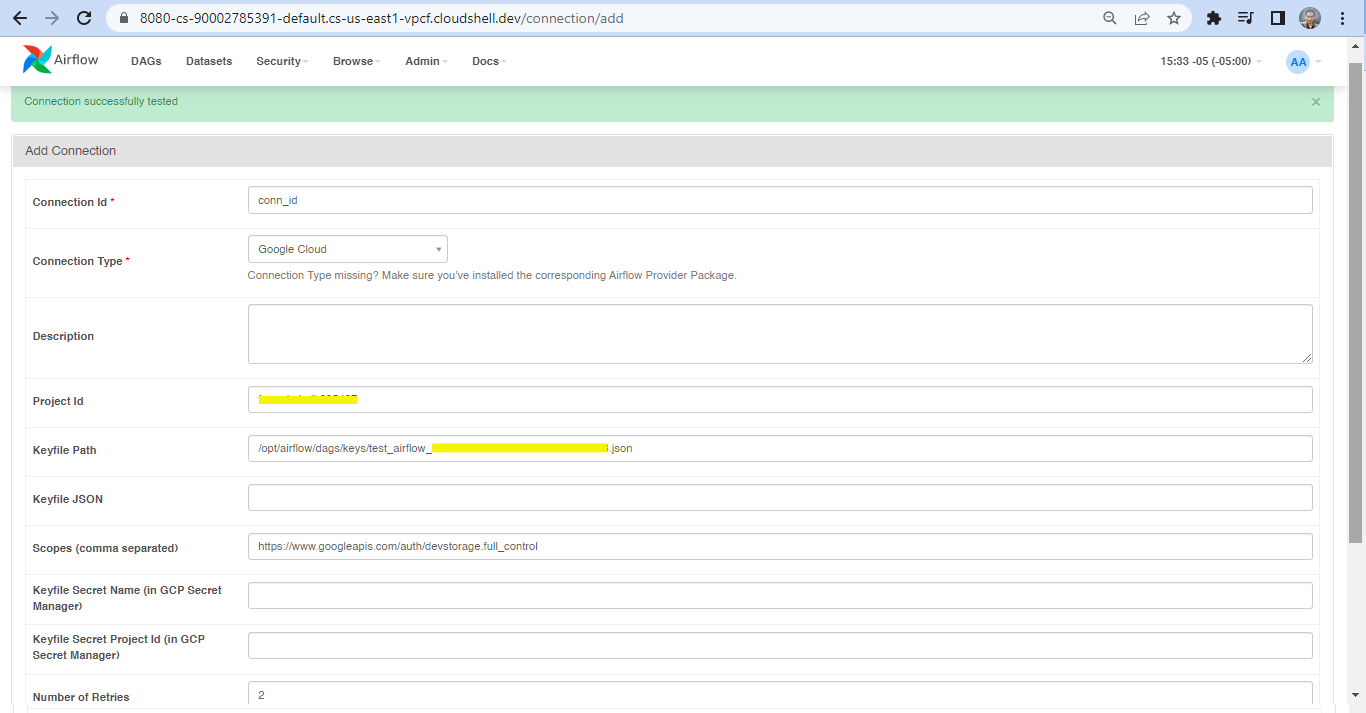 8080-cs-90002785391-default.cs-us-east1-vpcf.cloudshell.dev/connection/add
Airflow DAGs Datasets Security Browse Admin Docs 15:33 -05 (-05:00) AA
Connection successfully tested ×
Add Connection
Connection Id * conn_id
Connection Type * Google Cloud
Connection Type missing? Make sure you've installed the corresponding Airflow Provider Package.
Description
Project Id
Keyfile Path /opt/airflow/dags/keys/test_airflow_ .json
Keyfile JSON
Scopes (comma separated) https://www.googleapis.com/auth/devstorage.full_control
Keyfile Secret Name (in GCP Secret
Manager)
Keyfile Secret Project Id (in GCP
Secret Manager)
Number of Retries 2